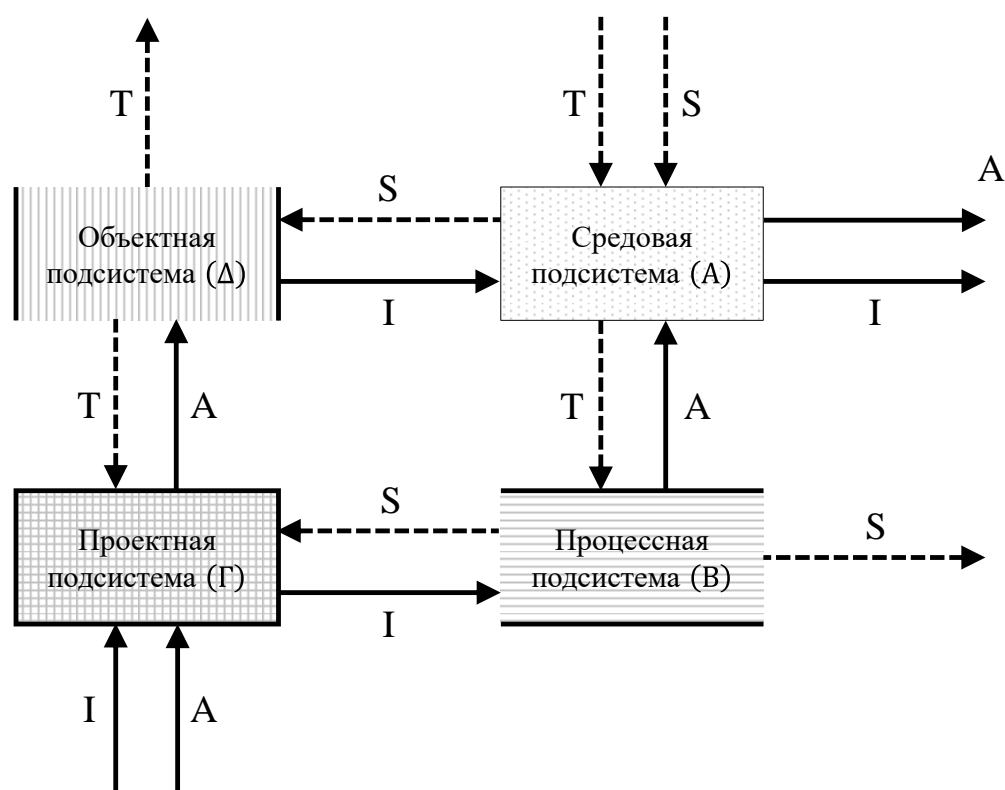 T
T
S
A
Объектная
подсистема (Δ)
S
I
Средовая
подсистема (А)
I
T
A
T
A
Проектная
подсистема (Г)
S
I
Процессная
подсистема (В)
S
I
A